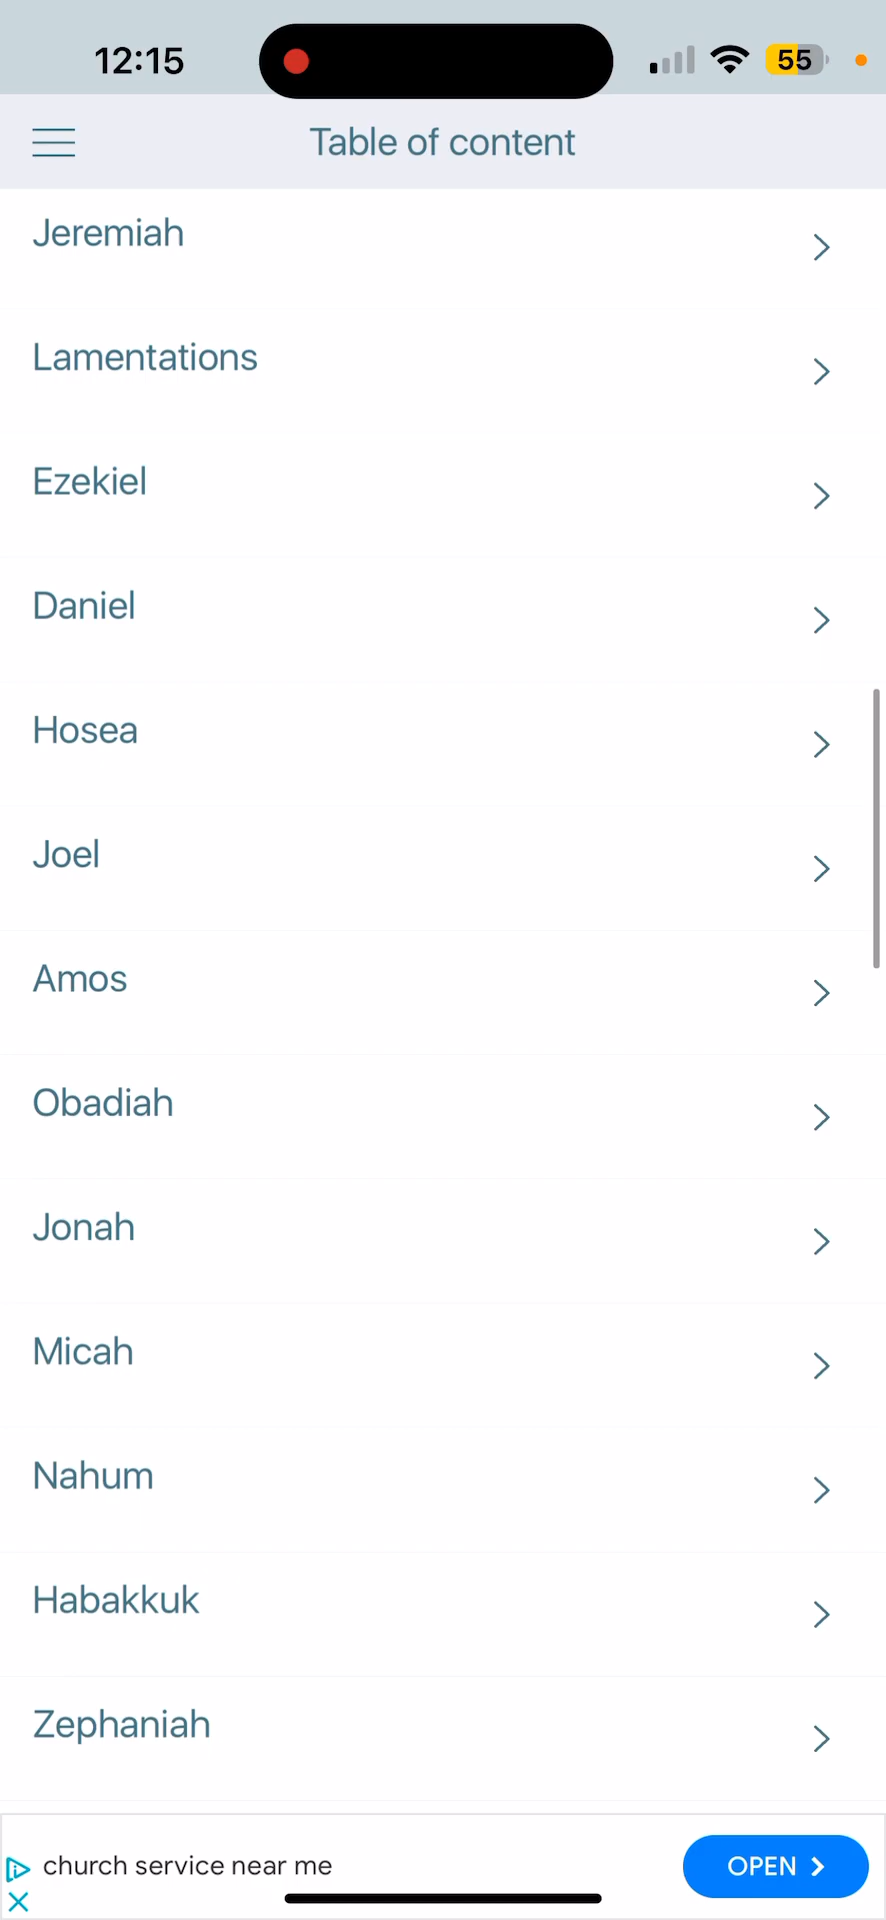 12:15
55
Table of content
Jeremiah
Lamentations
Ezekiel
Daniel
Hosea
Joel
Amos
Obadiah
Jonah
Micah
Nahum
Habakkuk
Zephaniah
church service near me
OPEN